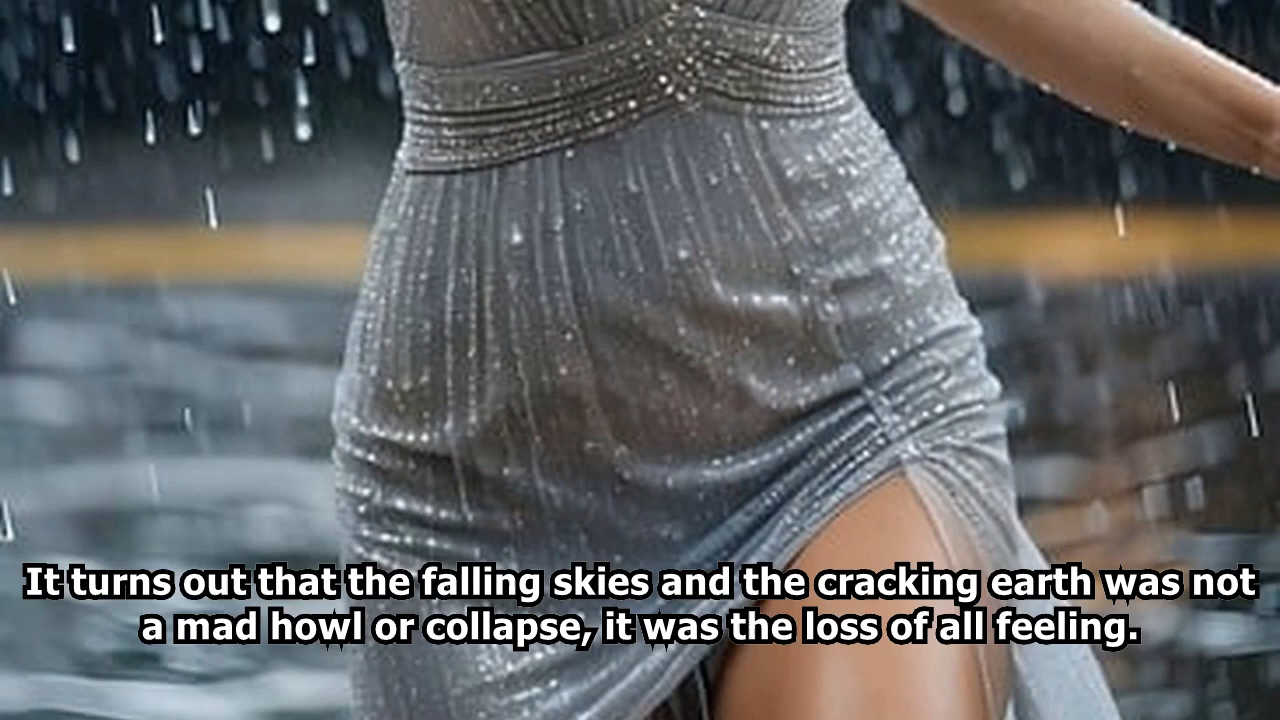 It turns out that the falling skies and the cracking earth was not
a mad howl or collapse, it was the loss of all feeling.